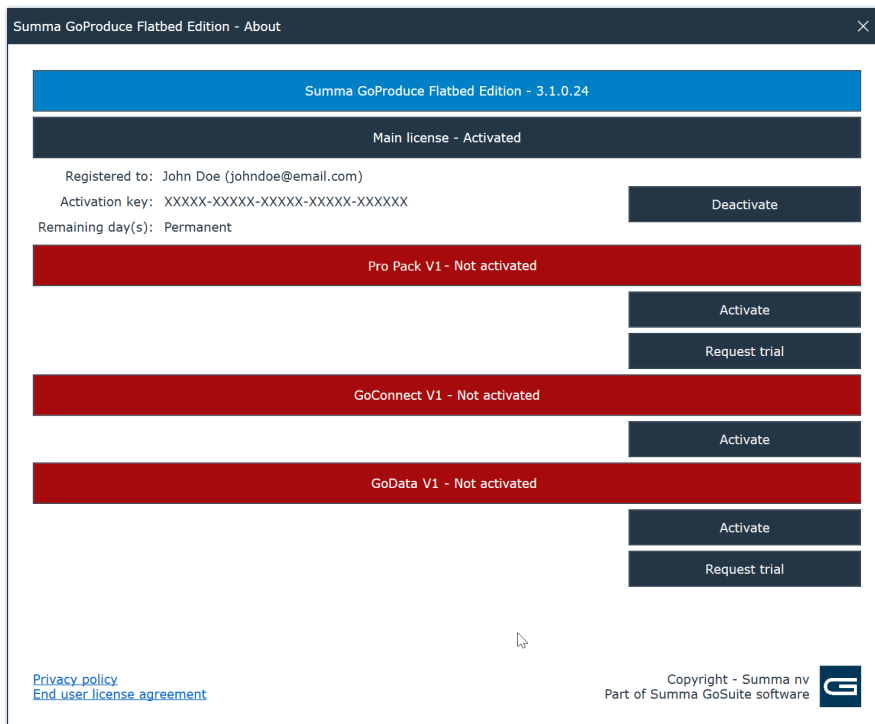 Summa GoProduce Flatbed Edition - About
Summa GoProduce Flatbed Edition - 3.1.0.24
Main license - Activated
Registered to: John Doe (johndoe@email.com)
Activation key: XXXXX-XXXXX-XXXXX-XXXXX-XXXXXX
Deactivate
Remaining day(s): Permanent
Pro Pack V1 - Not activated
Activate
Request trial
GoConnect V1 - Not activated
Activate
GoData V1 - Not activated
Activate
Request trial
Privacy policy
End user license agreement
Copyright - Summa nv
Part of Summa GoSuite software